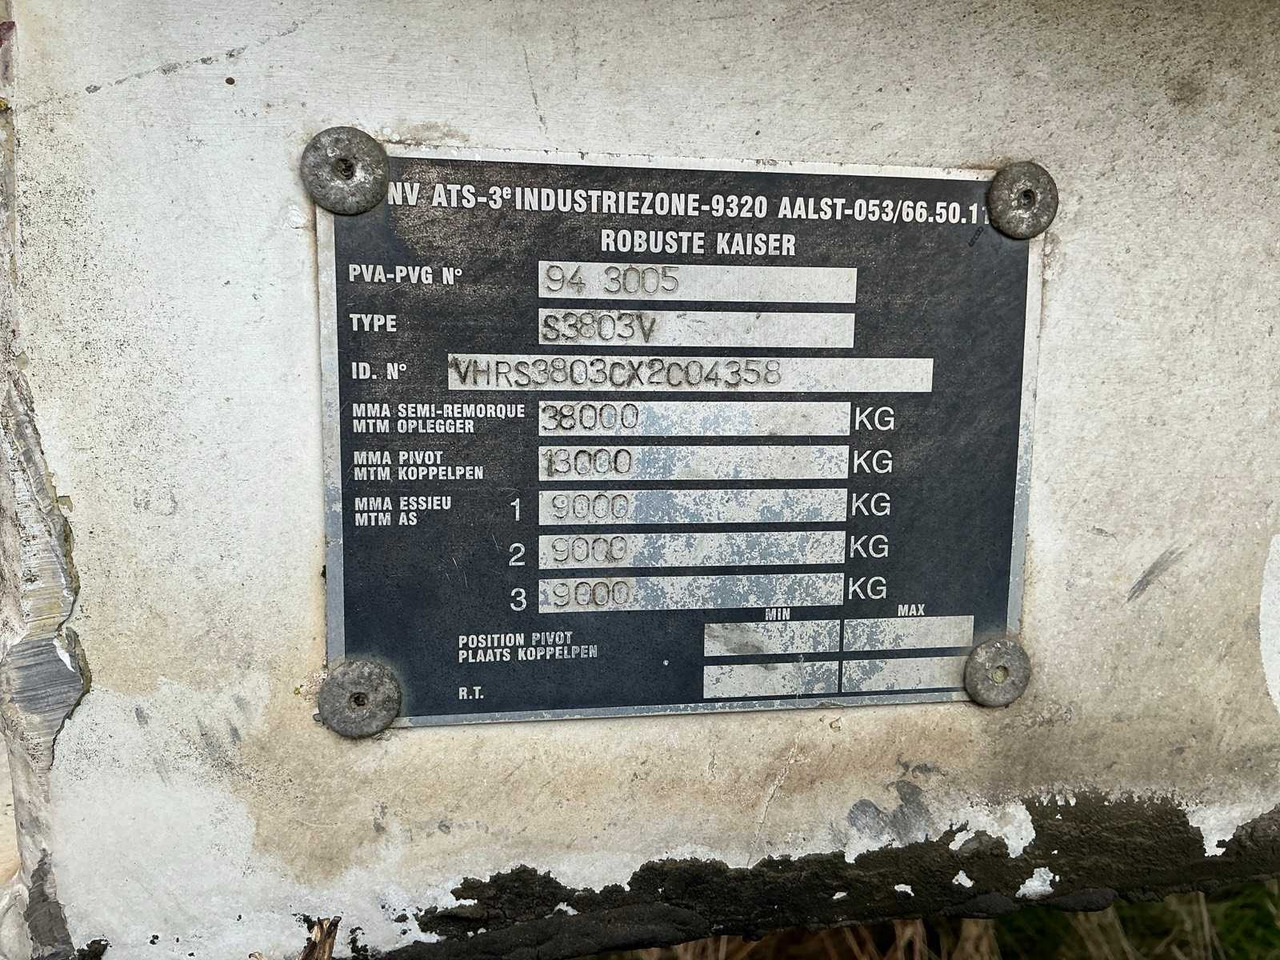 NV ATS-3e INDUSTRIEZONE-9320 AALST-053/66.50.11
ROBUSTE KAISER
PVA-PVG N° 94 3005
TYPE S3803V
ID. N° VHRS3803CX2C04358
MMA SEMI-REMORQUE
MTM OPLEGGER 38000 KG
MMA PIVOT
MTM KOPPELPEN 13000 KG
MMA ESSIEU
MTM AS 1 9000 KG
2 9000 KG
3 9000 KG
MIN MAX
POSITION PIVOT
PLAATS KOPPELPEN
R.T.